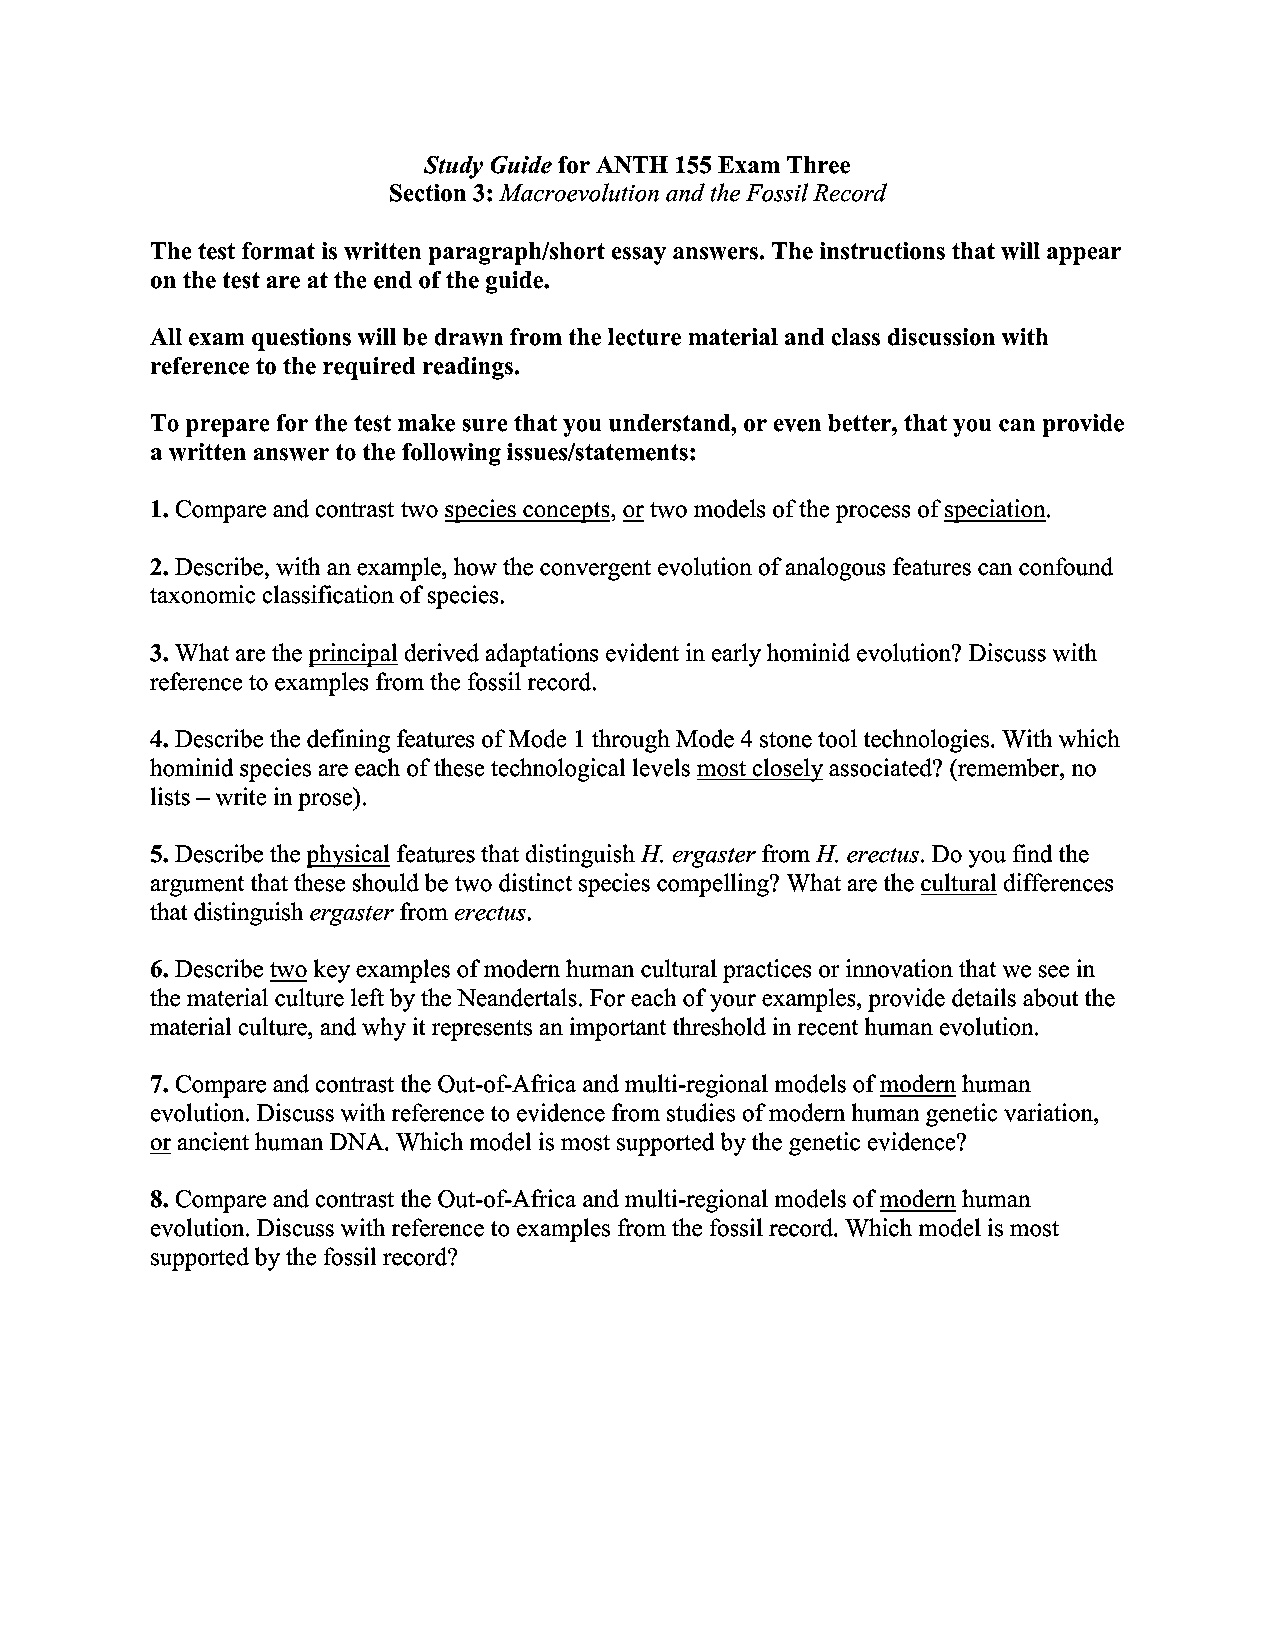 Study Guide for ANTH 155 Exam Three
Section 3: Macroevolution and the Fossil Record
The test format is written paragraph/short essay answers. The instructions that will appear
on the test are at the end of the guide.
All exam questions will be drawn from the lecture material and class discussion with
reference to the required readings.
To prepare for the test make sure that you understand, or even better, that you can provide
a written answer to the following issues/statements:
1. Compare and contrast two species concepts, or two models of the process of speciation.
2. Describe, with an example, how the convergent evolution of analogous features can confound
taxonomic classification of species.
3. What are the principal derived adaptations evident in early hominid evolution? Discuss with
reference to examples from the fossil record.
4. Describe the defining features of Mode 1 through Mode 4 stone tool technologies. With which
hominid species are each of these technological levels most closely associated? (remember, no
lists – write in prose).
5. Describe the physical features that distinguish H. ergaster from H. erectus. Do you find the
argument that these should be two distinct species compelling? What are the cultural differences
that distinguish ergaster from erectus.
6. Describe two key examples of modern human cultural practices or innovation that we see in
the material culture left by the Neandertals. For each of your examples, provide details about the
material culture, and why it represents an important threshold in recent human evolution.
7. Compare and contrast the Out-of-Africa and multi-regional models of modern human
evolution. Discuss with reference to evidence from studies of modern human genetic variation,
or ancient human DNA. Which model is most supported by the genetic evidence?
8. Compare and contrast the Out-of-Africa and multi-regional models of modern human
evolution. Discuss with reference to examples from the fossil record. Which model is most
supported by the fossil record?